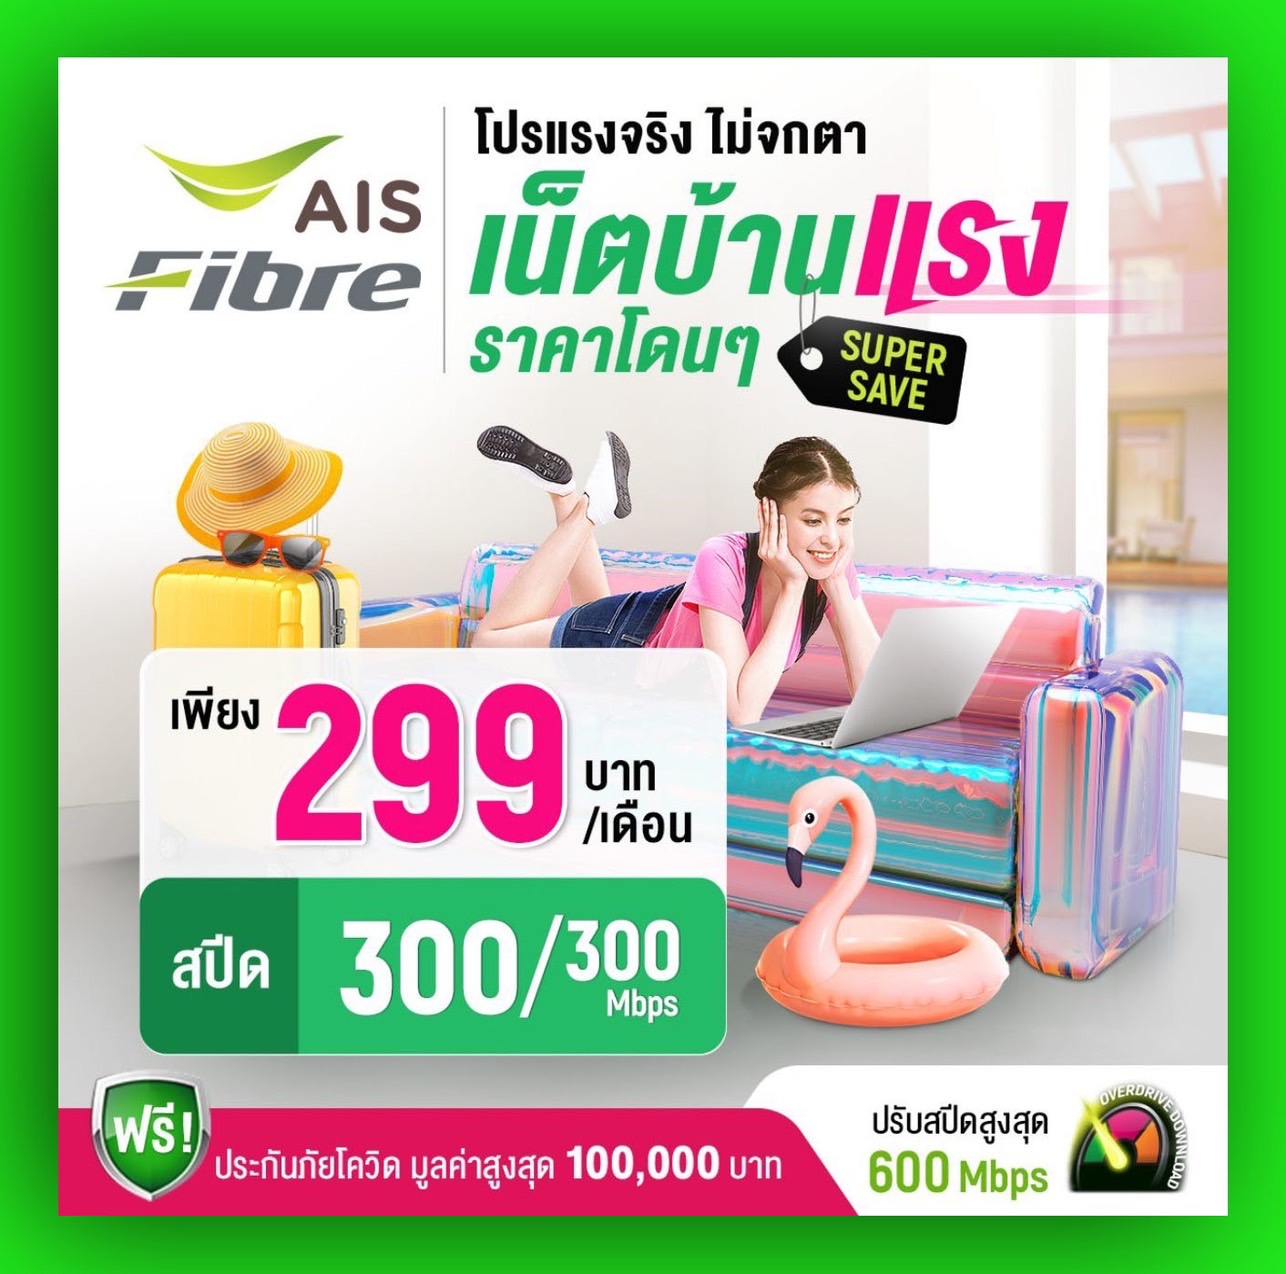 AIS
Fibre
โปรแรงจริง ไม่จกตา
เน็ตบ้านแรง
ราคาโดนๆ
SUPER
SAVE
เพียง 299 บาท
/เดือน
สปีด 300/300
Mbps
ฟรี!
ประกันภัยโควิด มูลค่าสูงสุด 100,000 บาท
ปรับสปีดสูงสุด
600 Mbps
OVERDRIVE DOWNLOAD